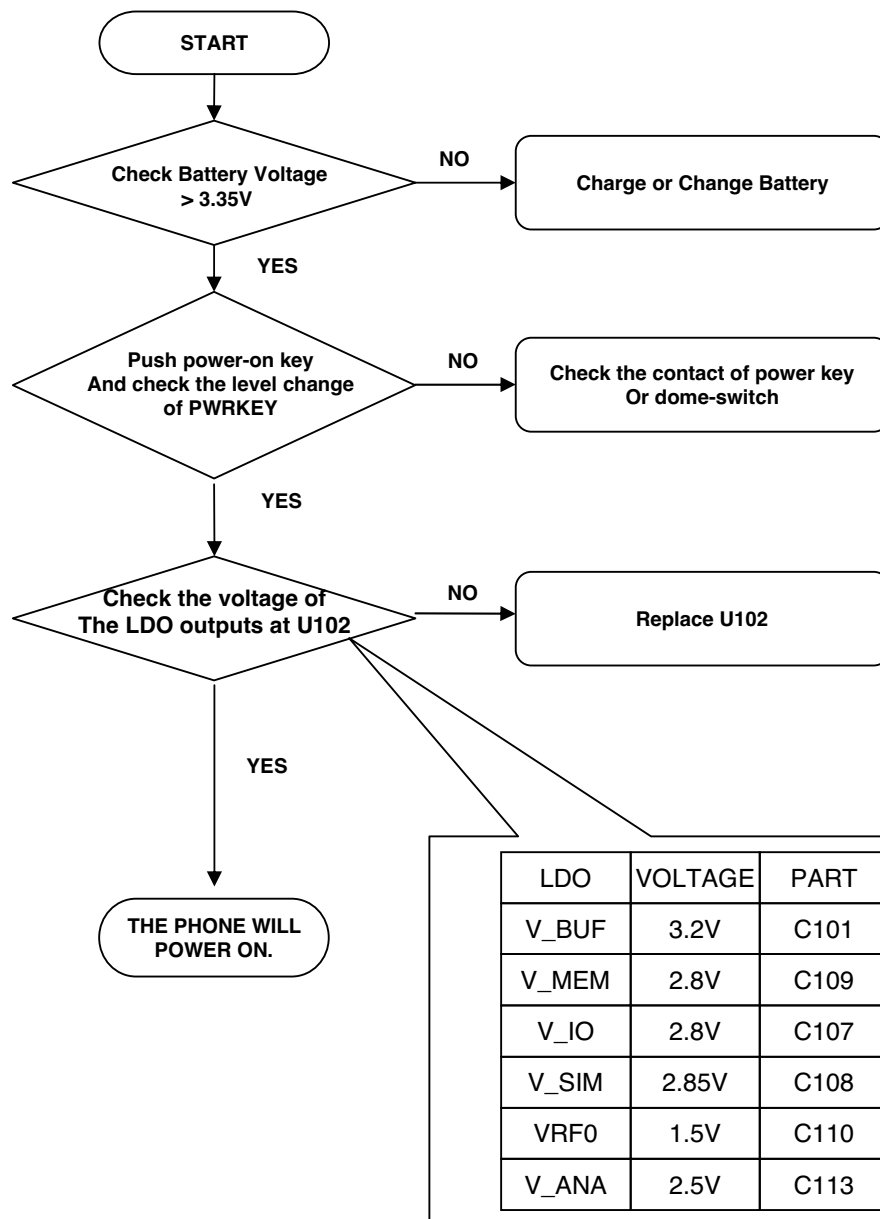 START
Check Battery Voltage
> 3.35V
NO
Charge or Change Battery
YES
Push power-on key
And check the level change
of PWRKEY
NO
Check the contact of power key
Or dome-switch
YES
Check the voltage of
The LDO outputs at U102
NO
Replace U102
YES
THE PHONE WILL
POWER ON.
LDO VOLTAGE PART
V_BUF 3.2V C101
V_MEM 2.8V C109
V_IO 2.8V C107
V_SIM 2.85V C108
VRF0 1.5V C110
V_ANA 2.5V C113